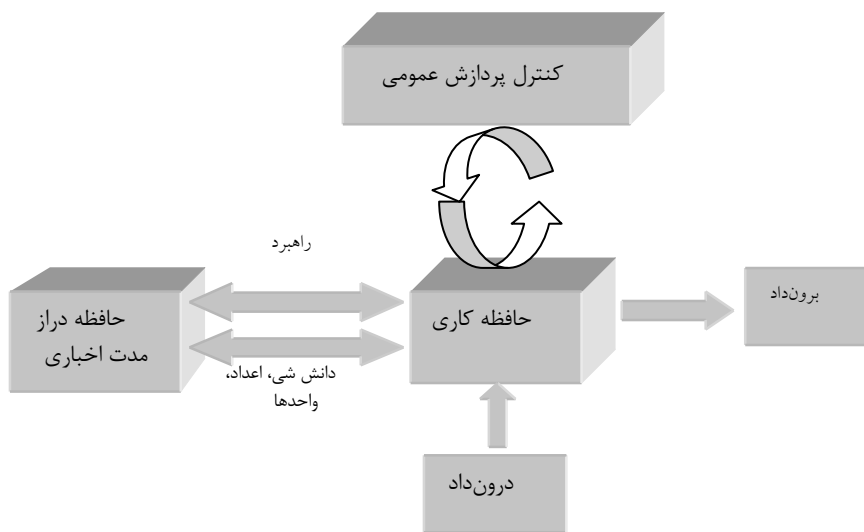 کنترل پردازش عمومی
راهبرد
حافظه دراز
مدت اخباری
حافظه کاری
برون‌داد
دانش شی، اعداد،
واحدها
درون‌داد